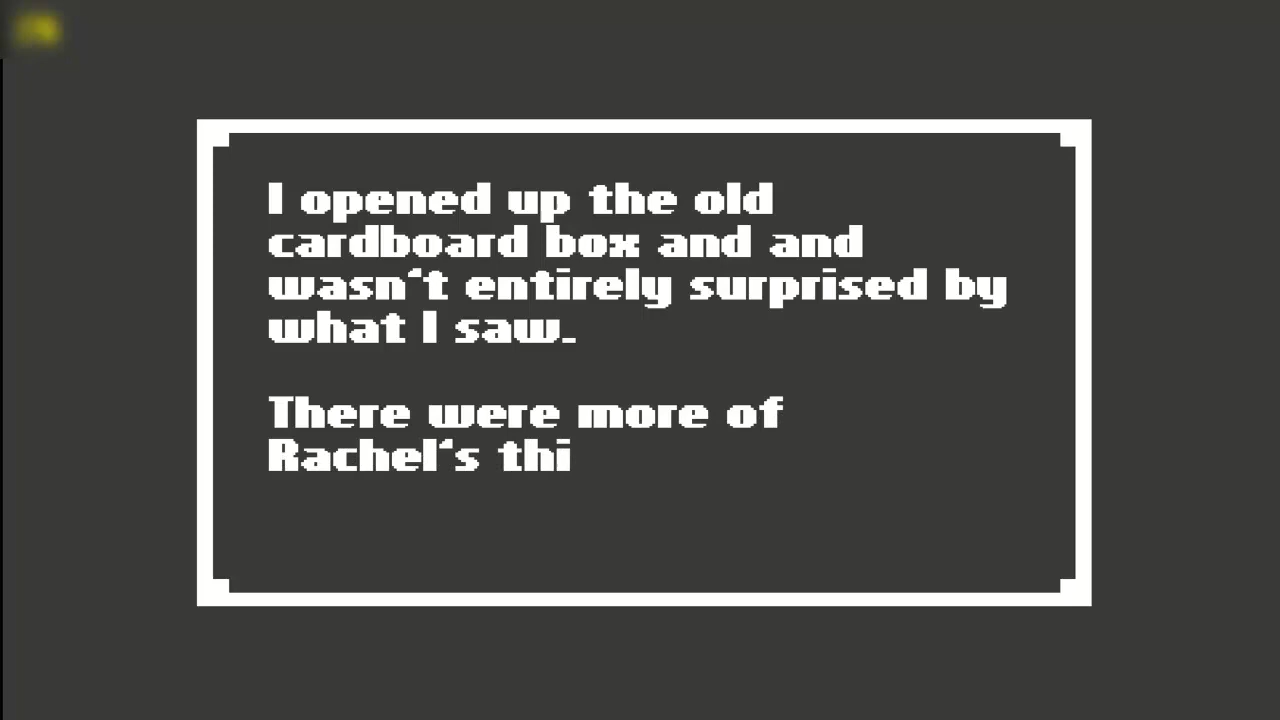 I opened up the old
cardboard box and and
wasn't entirely surprised by
what I saw.
There were more of
Rachel's thi